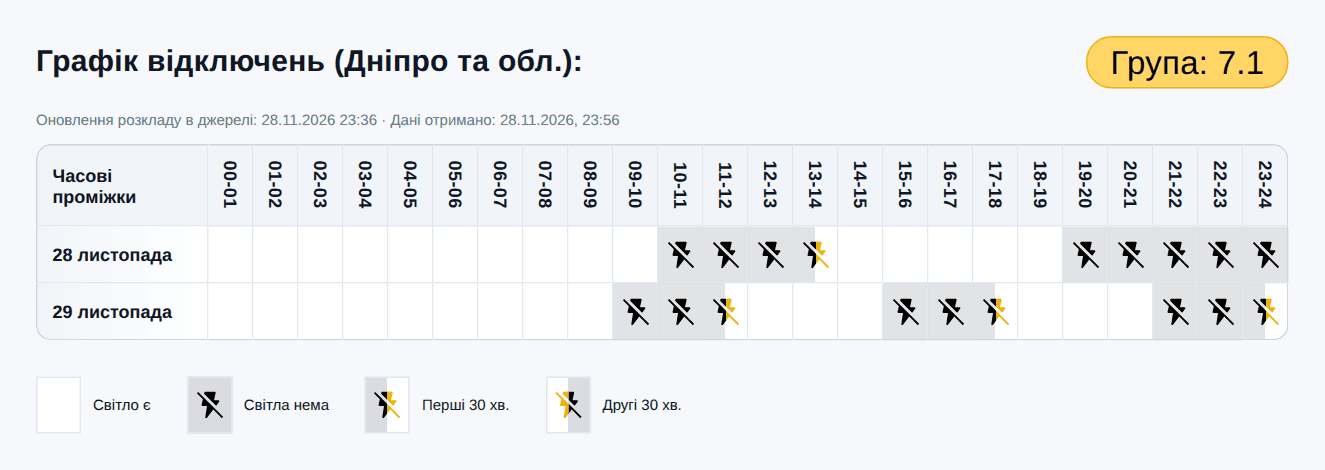 Графік відключень (Дніпро та обл.):
Група: 7.1
Оновлення розкладу в джерелі: 28.11.2026 23:36 · Дані отримано: 28.11.2026, 23:56
Часові
проміжки
00-01
01-02
02-03
03-04
04-05
05-06
06-07
07-08
08-09
09-10
10-11
11-12
12-13
13-14
14-15
15-16
16-17
17-18
18-19
19-20
20-21
21-22
22-23
23-24
28 листопада
29 листопада
Світло є
Світла нема
Перші 30 хв.
Другі 30 хв.